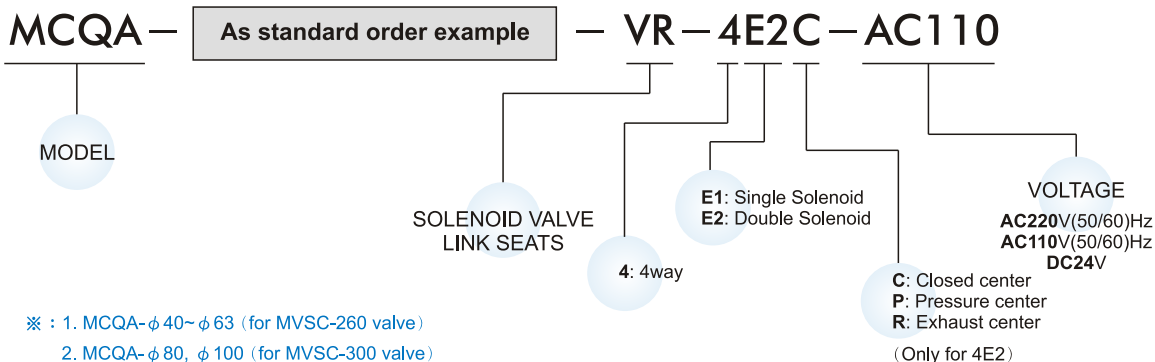 MCQA — As standard order example — VR — 4E2C — AC110
MODEL
SOLENOID VALVE
LINK SEATS
4: 4way
E1: Single Solenoid
E2: Double Solenoid
C: Closed center
P: Pressure center
R: Exhaust center
(Only for 4E2)
VOLTAGE
AC220V(50/60)Hz
AC110V(50/60)Hz
DC24V
※ : 1. MCQA-φ40~φ63 (for MVSC-260 valve)
2. MCQA-φ80, φ100 (for MVSC-300 valve)